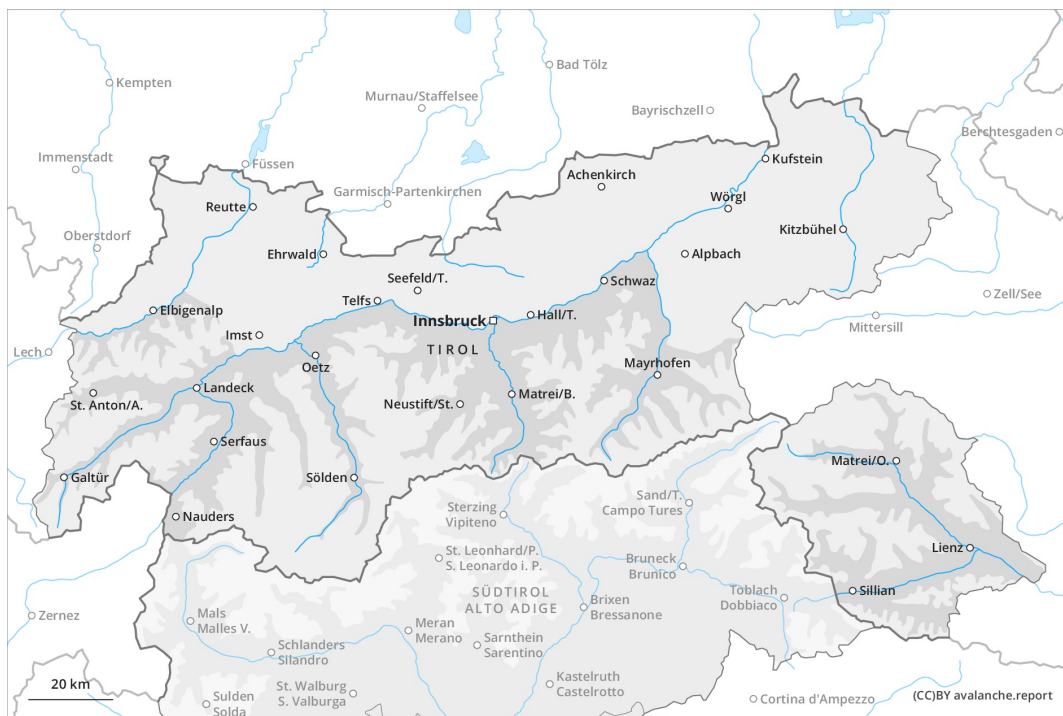 Kempten
Bad Tölz
Murnau/Staffelsee
Bayrischzell
Berchtesgaden
Immenstadt
Füssen
Kufstein
Achenkirch
Garmisch-Partenkirchen
Reutte
Wörgl
Oberstdorf
Kitzbühel
Ehrwald
Alpbach
Seefeld/T.
Schwaz
Zell/See
Telfs
Elbigenalp
Hall/T.
Innsbruck
Mittersill
Imst
TIROL
Lech
Oetz
Mayrhofen
Landeck
St. Anton/A.
Neustift/St.
Matrei/B.
Serfaus
Matrei/O.
Galtür
Sölden
Sand/T.
Campo Tures
Sterzing
Vipiteno
Nauders
Lienz
St. Leonhard/P.
S. Leonardo i. P.
Bruneck
Brunico
SÜDTIROL
ALTO ADIGE
Toblach
Dobbiaco
Sillian
Brixen
Bressanone
Zernez
Mals
Malles V.
Meran
Merano
Sarnthein
Sarentino
Schlanders
Silandro
Kastelruth
Castelrotto
St. Walburg
S. Valburga
20 km
Sulden
Solda
Cortina d'Ampezzo
(CC)BY avalanche.report